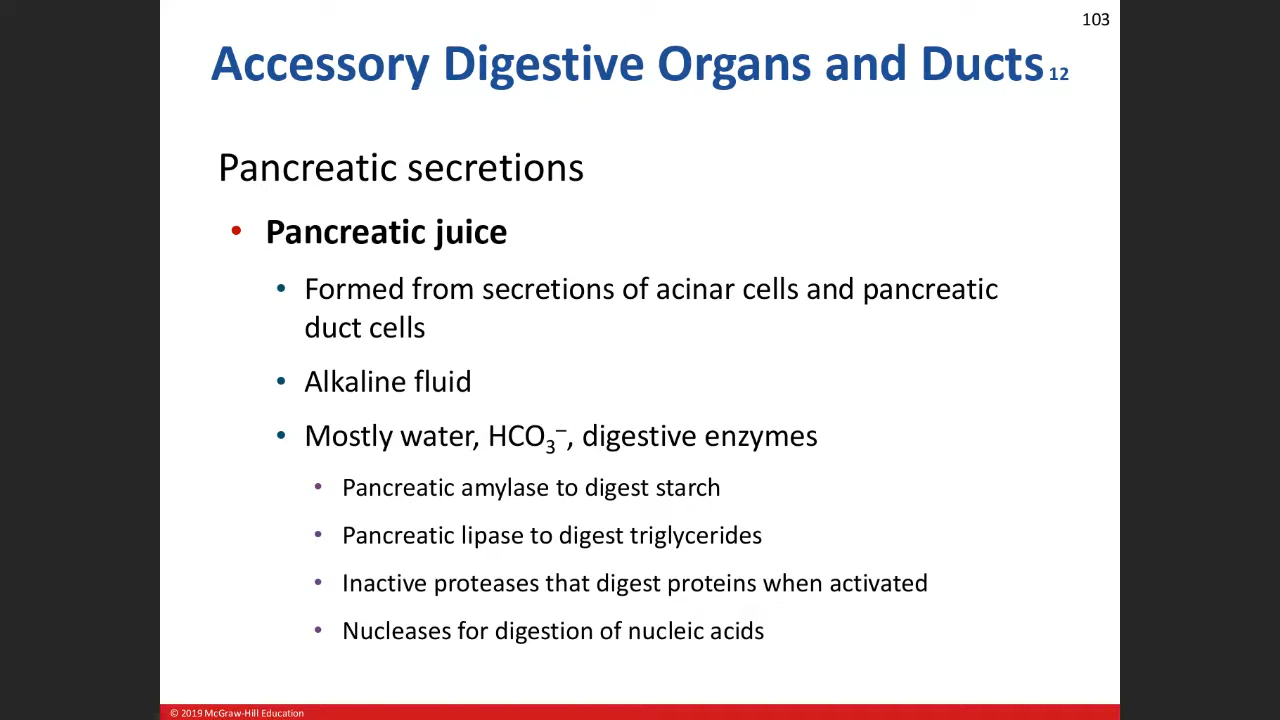 103
Accessory Digestive Organs and Ducts 12
Pancreatic secretions
• Pancreatic juice
• Formed from secretions of acinar cells and pancreatic
duct cells
• Alkaline fluid
• Mostly water, HCO₃⁻, digestive enzymes
• Pancreatic amylase to digest starch
• Pancreatic lipase to digest triglycerides
• Inactive proteases that digest proteins when activated
• Nucleases for digestion of nucleic acids
© 2019 McGraw-Hill Education